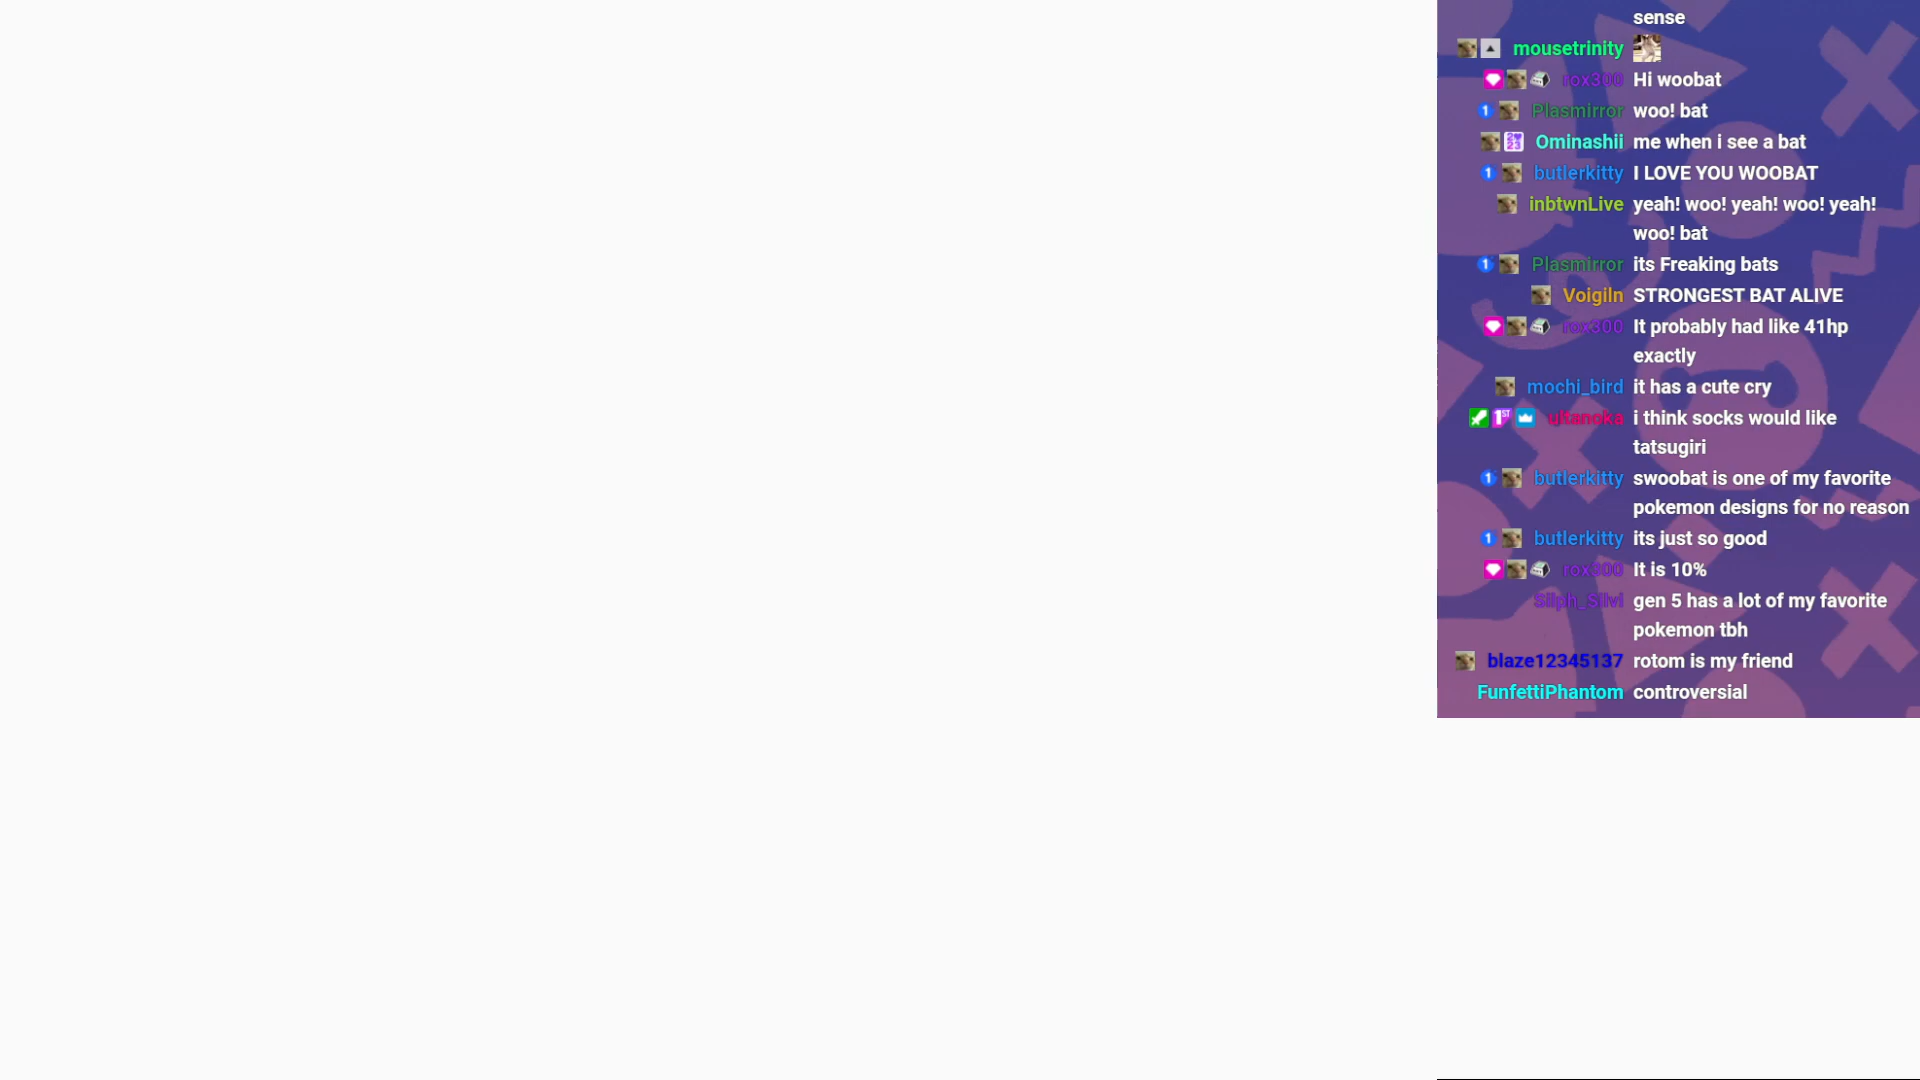 sense
mousetrinity
rox300 Hi woobat
Plasmirror woo! bat
Ominashii me when i see a bat
butlerkitty I LOVE YOU WOOBAT
inbtwnLive yeah! woo! yeah! woo! yeah!
woo! bat
Plasmirror its Freaking bats
Voigiln STRONGEST BAT ALIVE
rox300 It probably had like 41hp
exactly
mochi_bird it has a cute cry
ultanoka i think socks would like
tatsugiri
butlerkitty swoobat is one of my favorite
pokemon designs for no reason
butlerkitty its just so good
rox300 It is 10%
Silph_Silvi gen 5 has a lot of my favorite
pokemon tbh
blaze12345137 rotom is my friend
FunfettiPhantom controversial